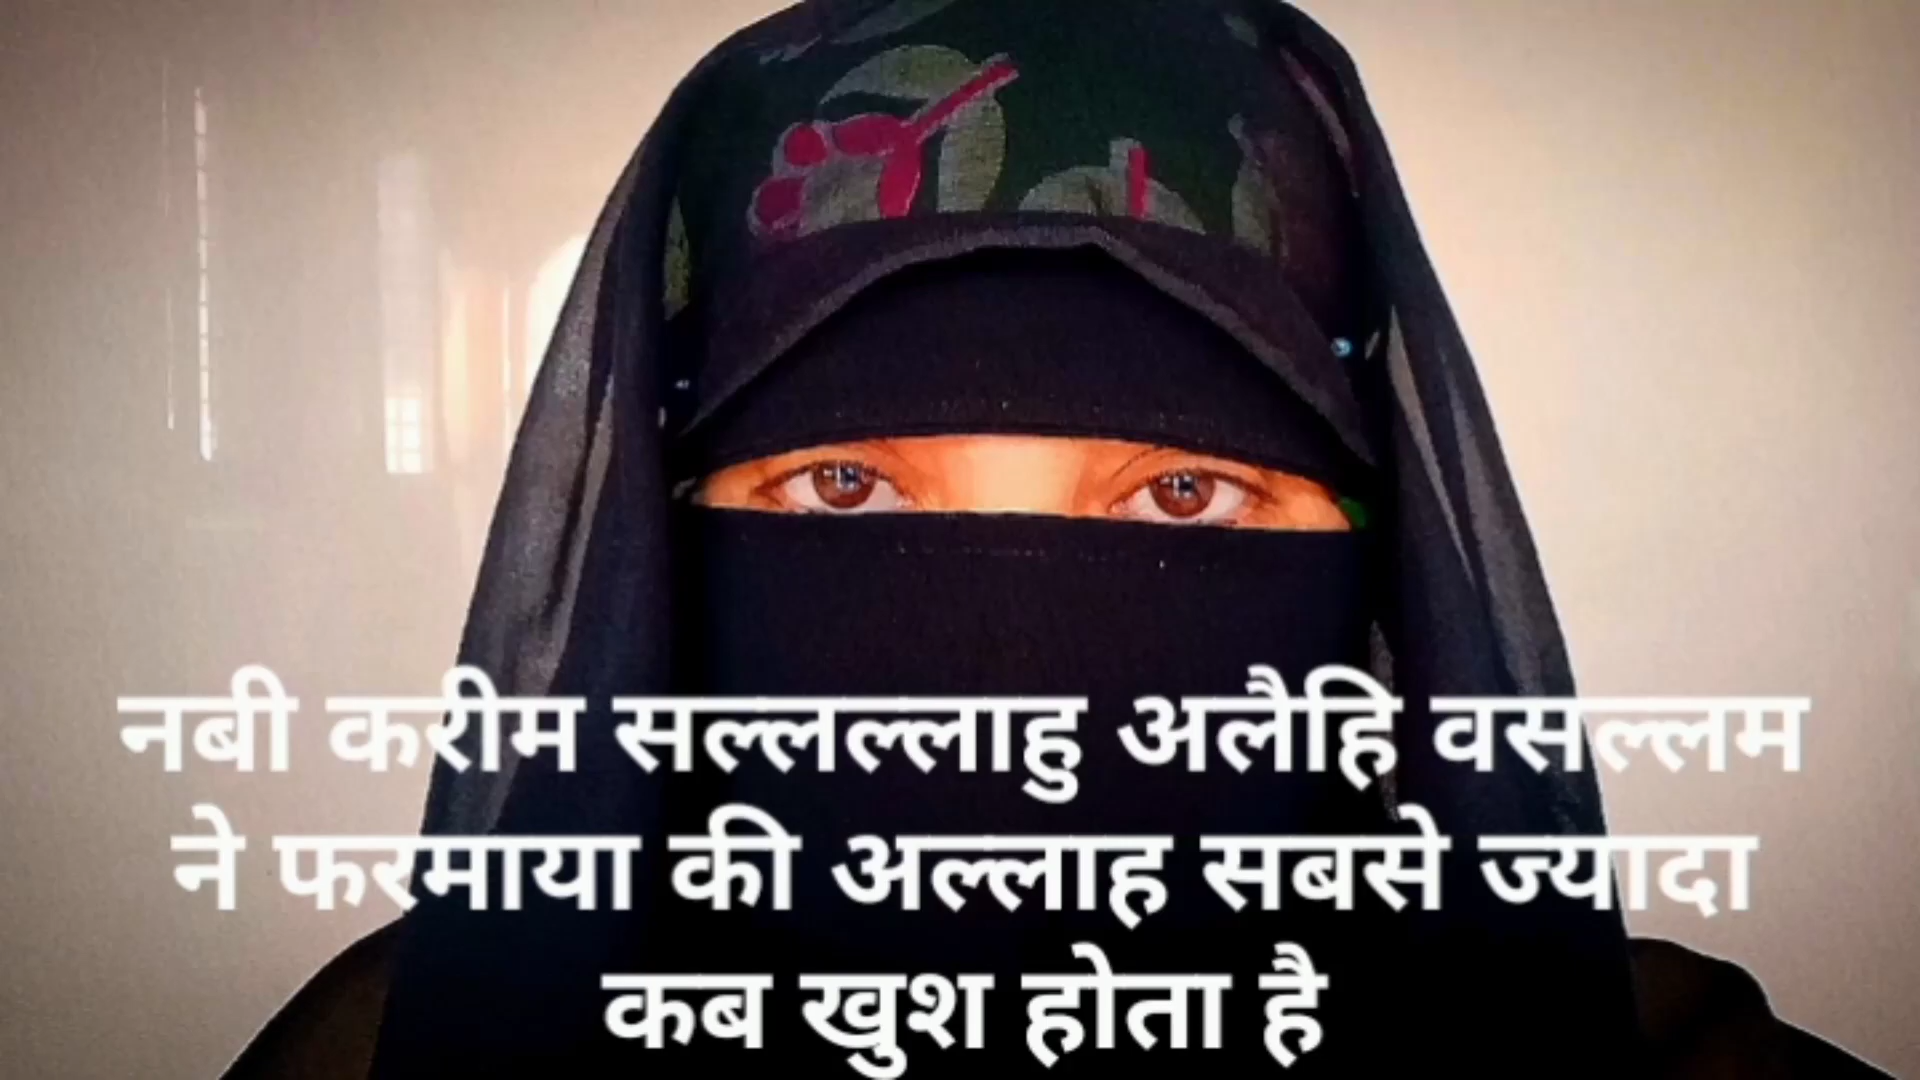 नबी करीम सल्लल्लाहु अलैहि वसल्लम
ने फरमाया की अल्लाह सबसे ज्यादा
कब खुश होता है